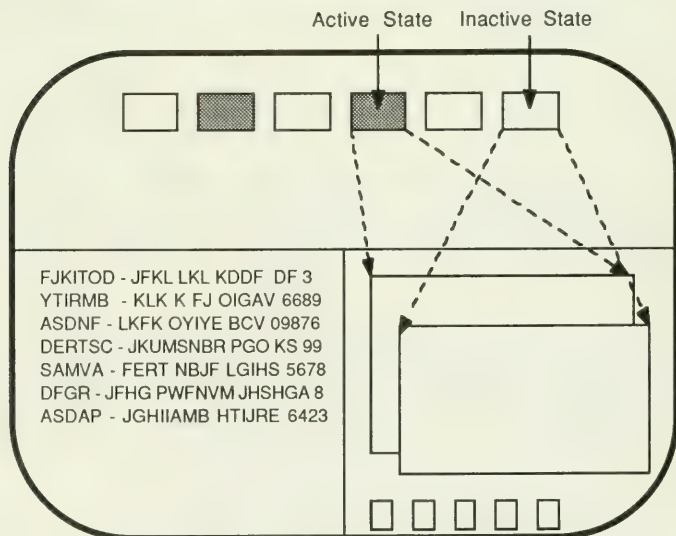 Active State Inactive State
FJKITOD - JFKL LKL KDDF DF 3
YTIRMB - KLK K FJ OIGAV 6689
ASDNF - LKFK OYIYE BCV 09876
DERTSC - JKUMSNBR PGO KS 99
SAMVA - FERT NBJF LGIHS 5678
DFGR - JFHG PWFNVM JHSHGA 8
ASDAP - JGHIIAMB HTIJRE 6423